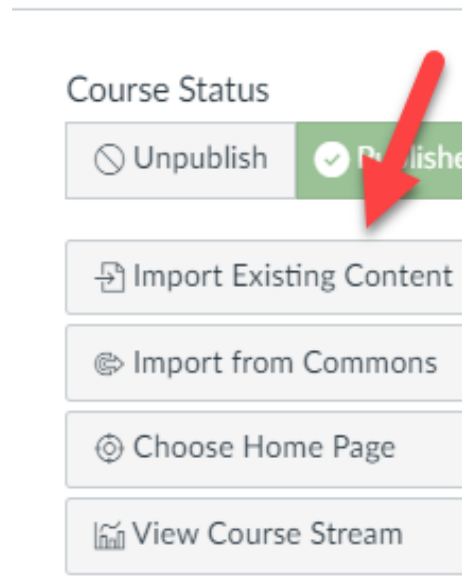 Course Status
Unpublish
Import Existing Content
Import from Commons
Choose Home Page
View Course Stream